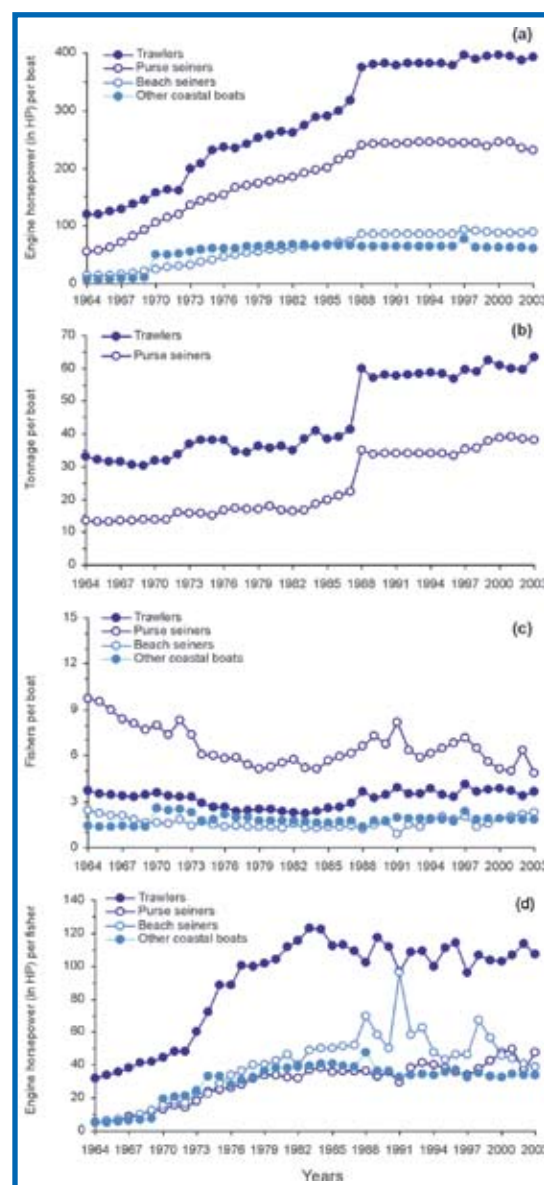 (a)
Trawlers
Purse seiners
Beach seiners
Other coastal boats
Engine horsepower (in HP) per boat
400
300
200
100
0
1964 1967 1970 1973 1976 1979 1982 1985 1988 1991 1994 1997 2000 2003
(b)
Trawlers
Purse seiners
Tonnage per boat
70
60
50
40
30
20
10
0
1964 1967 1970 1973 1976 1979 1982 1985 1988 1991 1994 1997 2000 2003
(c)
Trawlers
Purse seiners
Beach seiners
Other coastal boats
Fishers per boat
15
12
9
6
3
0
1964 1967 1970 1973 1976 1979 1982 1985 1988 1991 1994 1997 2000 2003
(d)
Trawlers
Purse seiners
Beach seiners
Other coastal boats
Engine horsepower (in HP) per fisher
140
120
100
80
60
40
20
0
1964 1967 1970 1973 1976 1979 1982 1985 1988 1991 1994 1997 2000 2003
Years